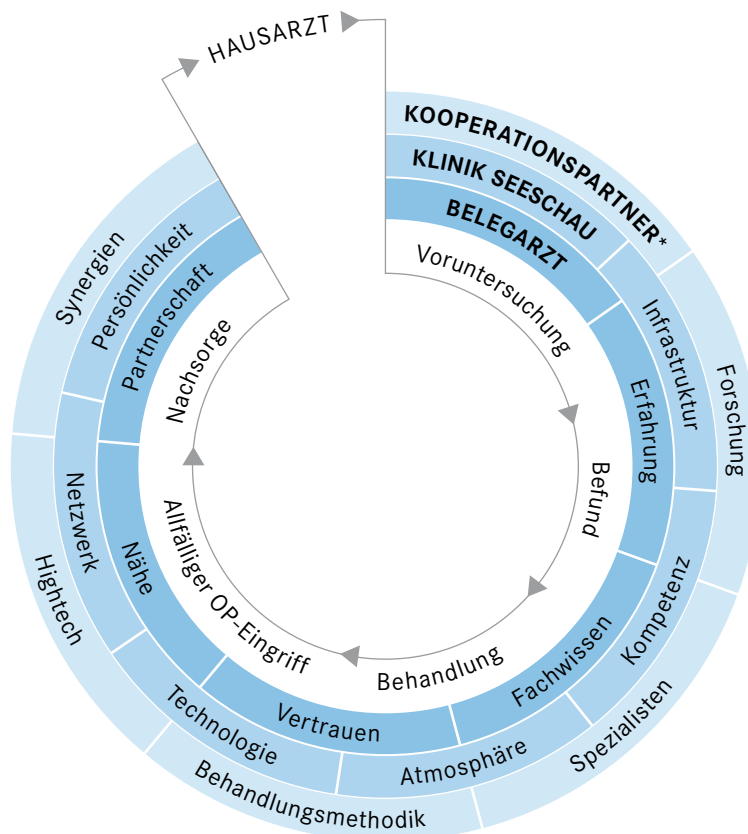 HAUSARZT
KOOPERATIONSPARTNER*
KLINIK SEESCHAU
BELEGARZT
Voruntersuchung
Befund
Behandlung
Allfälliger OP-Eingriff
Nachsorge
Erfahrung
Fachwissen
Vertrauen
Nähe
Partnerschaft
Infrastruktur
Kompetenz
Atmosphäre
Technologie
Netzwerk
Persönlichkeit
Forschung
Spezialisten
Behandlungsmethodik
Hightech
Synergien